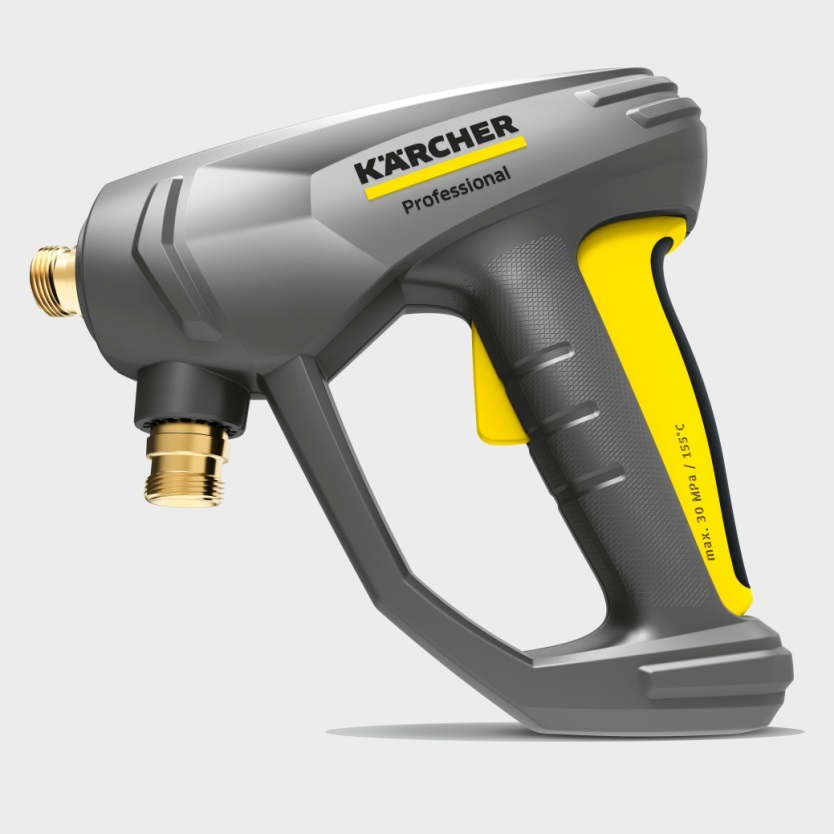 KÄRCHER
Professional
max. 30 MPa / 155°C